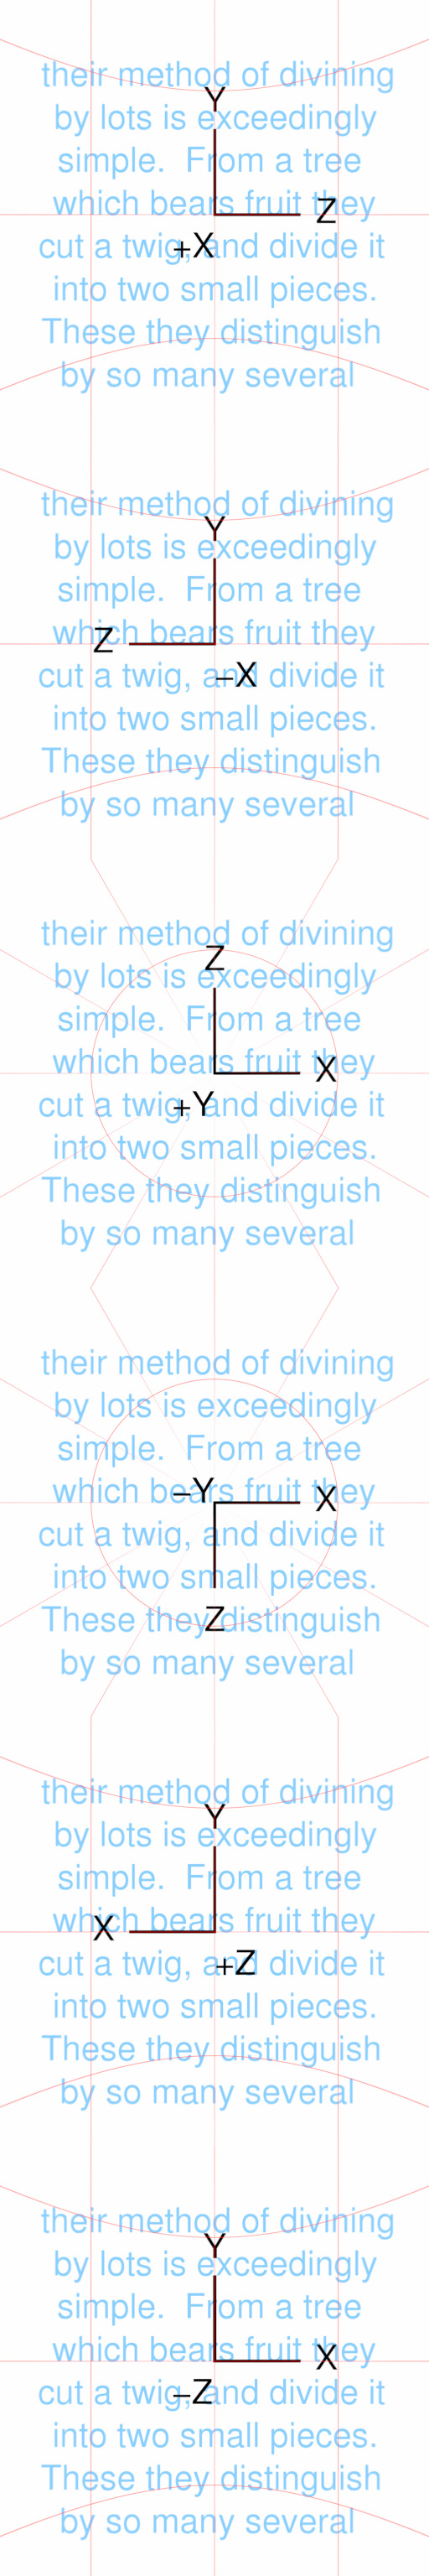 their method of divining
Y
by lots is exceedingly
simple. From a tree
which bears fruit they
Z
+X
cut a twig, and divide it
into two small pieces.
These they distinguish
by so many several
their method of divining
Y
by lots is exceedingly
simple. From a tree
Z
which bears fruit they
–X
cut a twig, and divide it
into two small pieces.
These they distinguish
by so many several
their method of divining
Z
by lots is exceedingly
simple. From a tree
which bears fruit they
X
+Y
cut a twig, and divide it
into two small pieces.
These they distinguish
by so many several
their method of divining
by lots is exceedingly
simple. From a tree
–Y
which bears fruit they
X
cut a twig, and divide it
into two small pieces.
Z
These they distinguish
by so many several
their method of divining
Y
by lots is exceedingly
simple. From a tree
X
which bears fruit they
+Z
cut a twig, and divide it
into two small pieces.
These they distinguish
by so many several
their method of divining
Y
by lots is exceedingly
simple. From a tree
which bears fruit they
X
–Z
cut a twig, and divide it
into two small pieces.
These they distinguish
by so many several